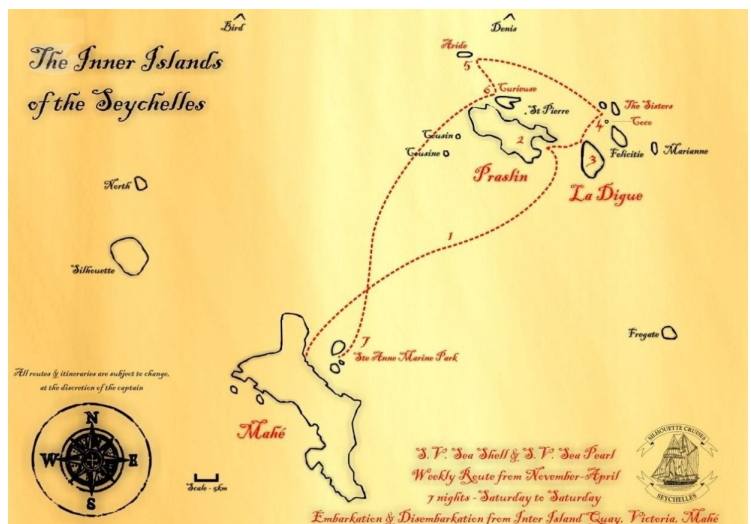 Bird
Denis
The Inner Islands
of the Seychelles
Aride
5
6
Curieuse
The Sisters
St Pierre
4
Coco
Cousin
2
Felicitie
Marianne
Cousine
3
Praslin
La Digue
North
1
Silhouette
7
Ste Anne Marine Park
Fregate
All routes & itineraries are subject to change,
at the discretion of the captain
N
W
E
S
Mahé
Scale - 5km
S.V. Sea Shell & S.V. Sea Pearl
Weekly Route from November-April
7 nights - Saturday to Saturday
Embarkation & Disembarkation from Inter Island Quay, Victoria, Mahé
SILHOUETTE CRUISES
SEYCHELLES